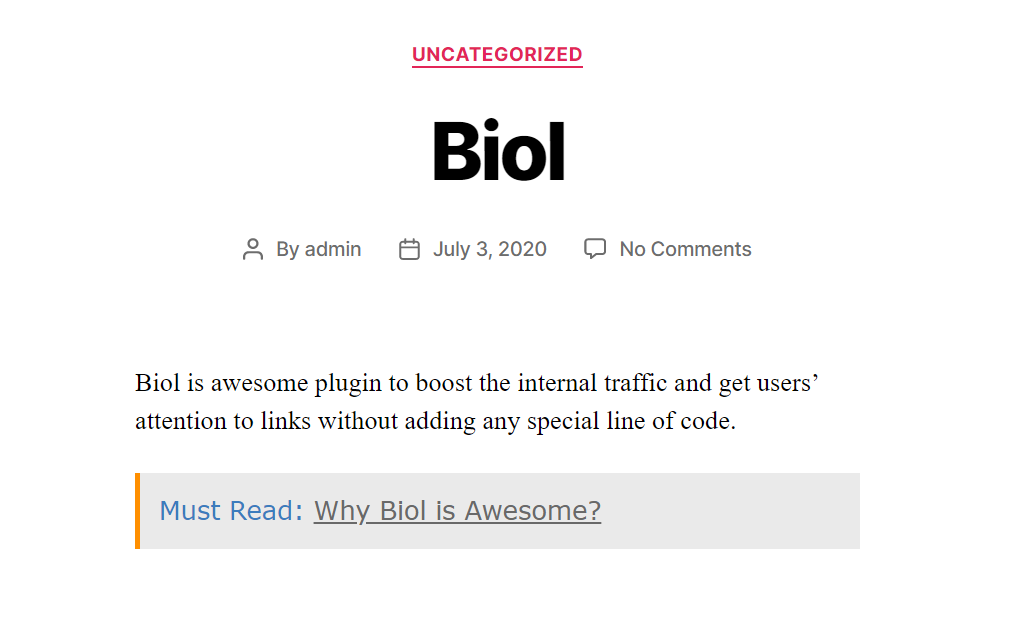 UNCATEGORIZED
Biol
By admin July 3, 2020 No Comments
Biol is awesome plugin to boost the internal traffic and get users’
attention to links without adding any special line of code.
Must Read: Why Biol is Awesome?